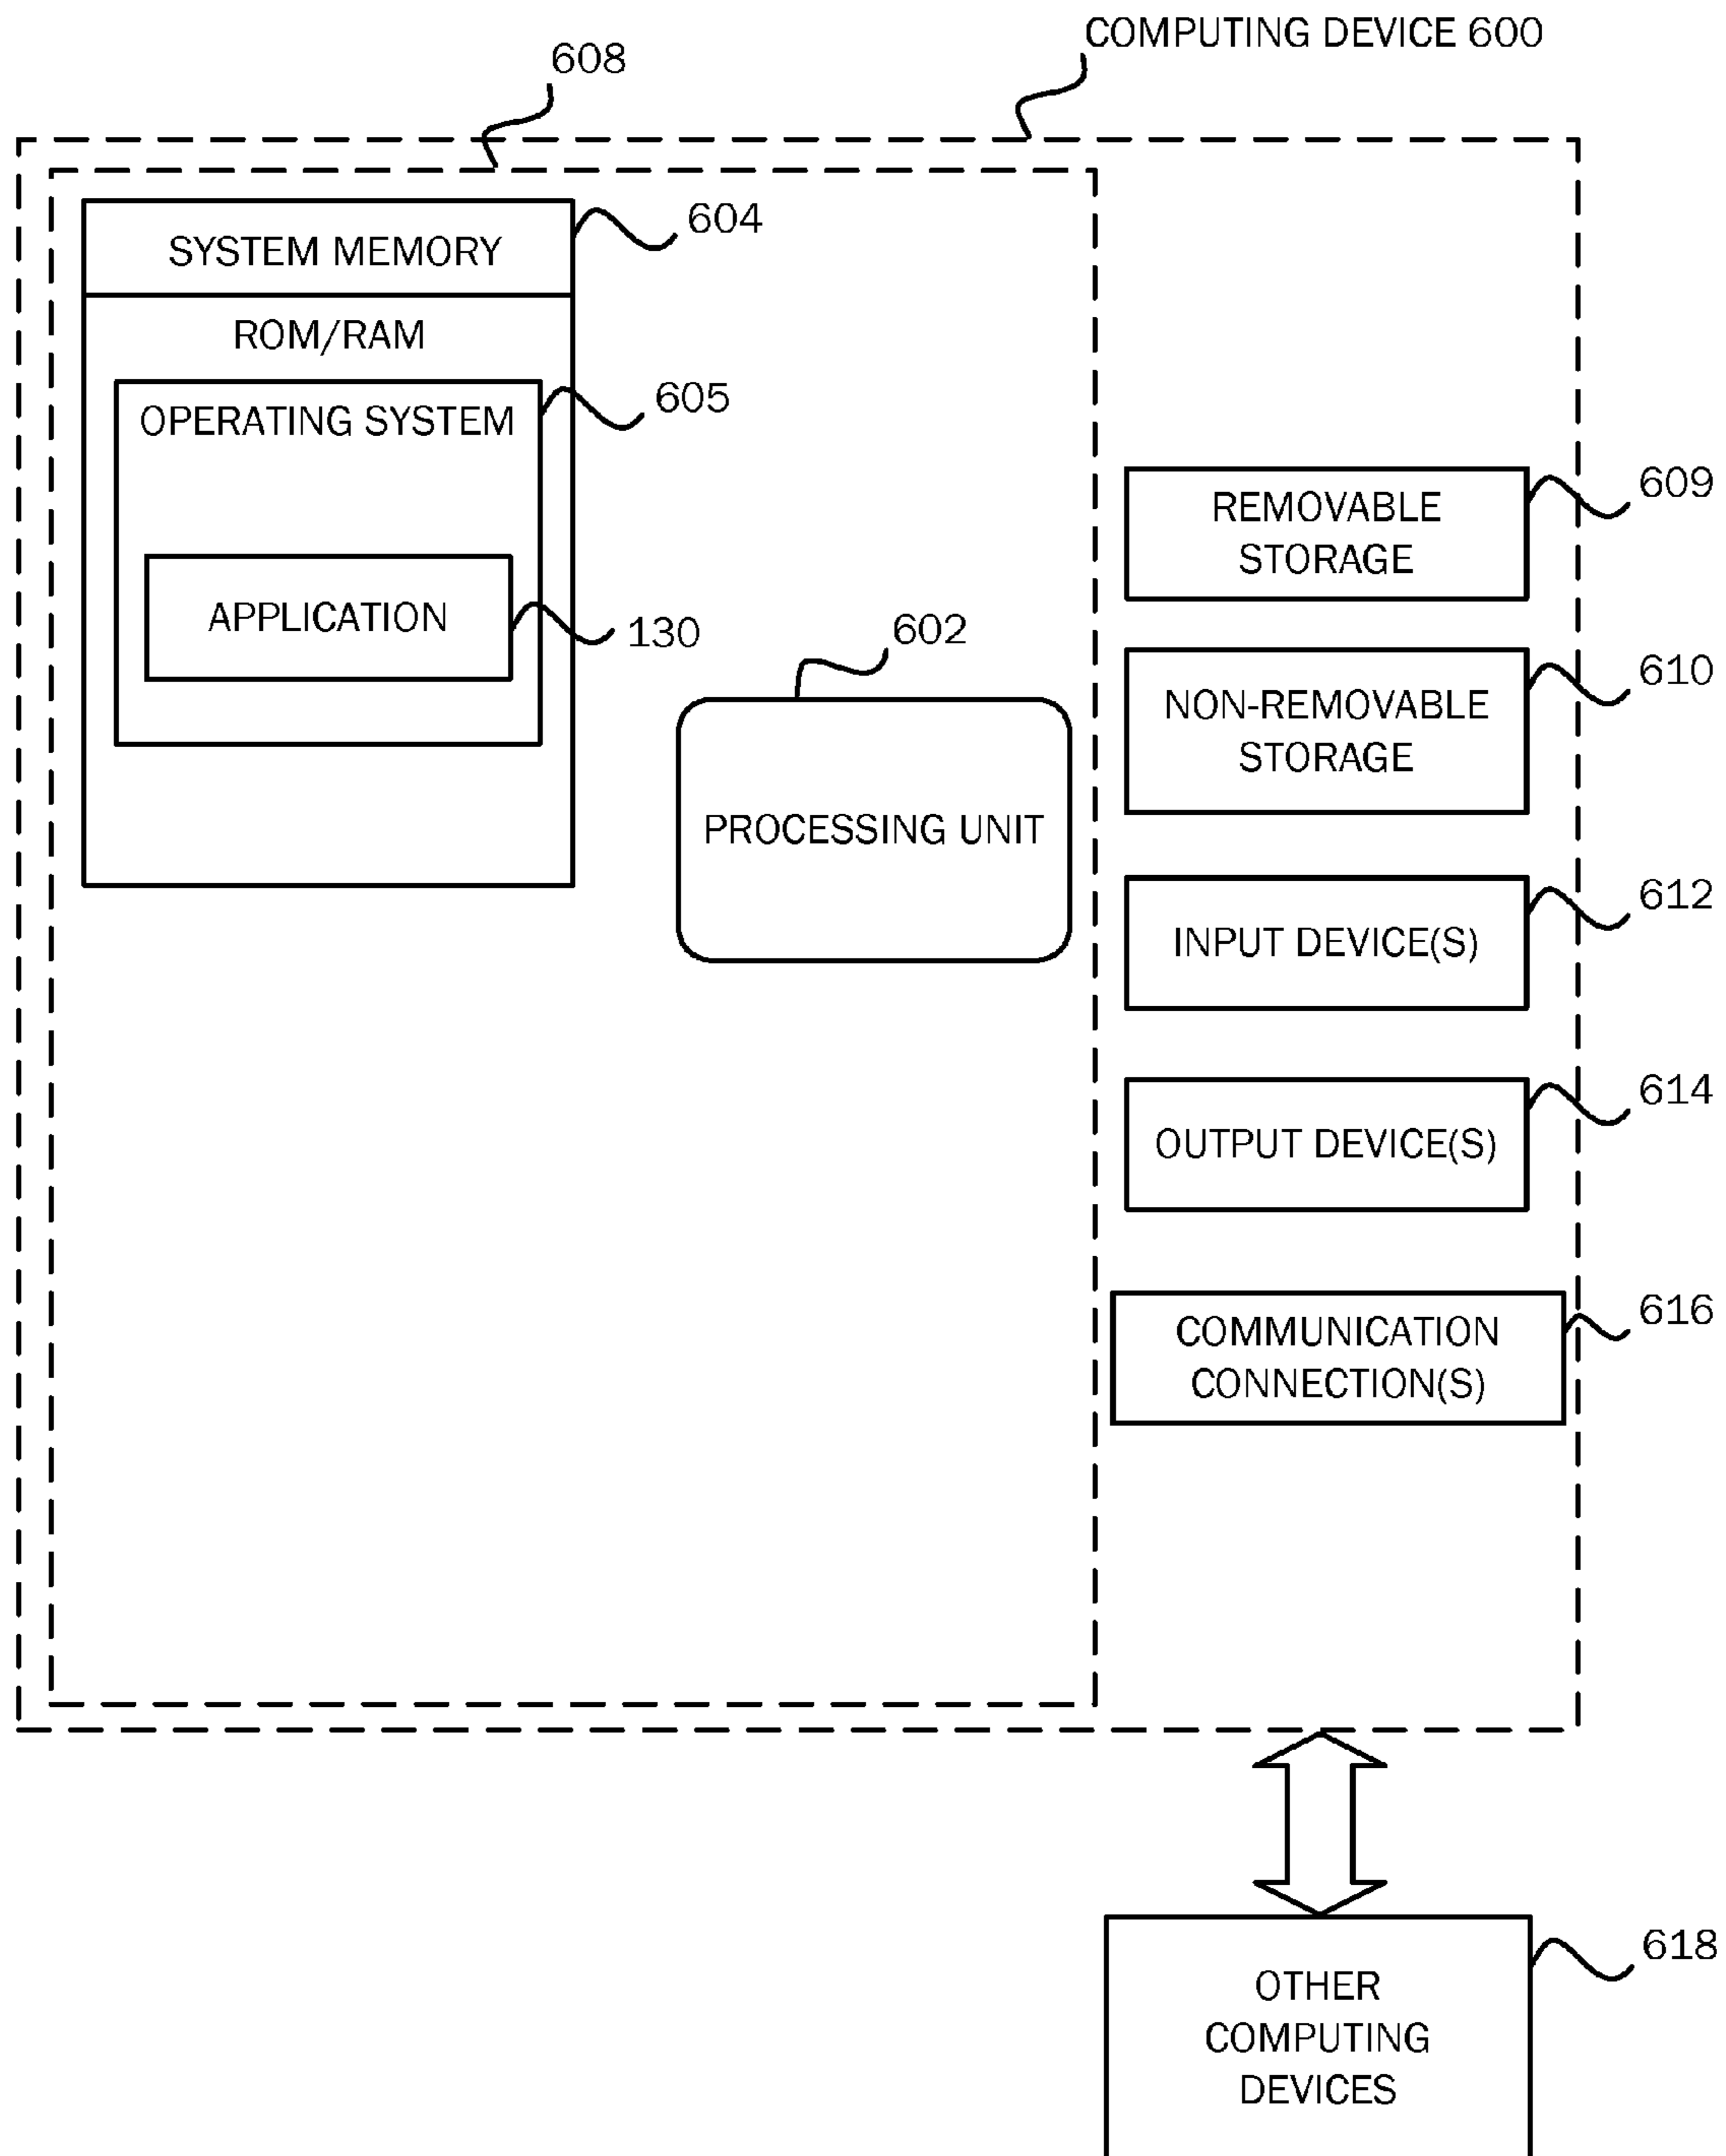 COMPUTING DEVICE 600
608
604
SYSTEM MEMORY
ROM/RAM
605
OPERATING SYSTEM
APPLICATION
130
602
PROCESSING UNIT
609
REMOVABLE
STORAGE
610
NON-REMOVABLE
STORAGE
612
INPUT DEVICE(S)
614
OUTPUT DEVICE(S)
616
COMMUNICATION
CONNECTION(S)
618
OTHER
COMPUTING
DEVICES